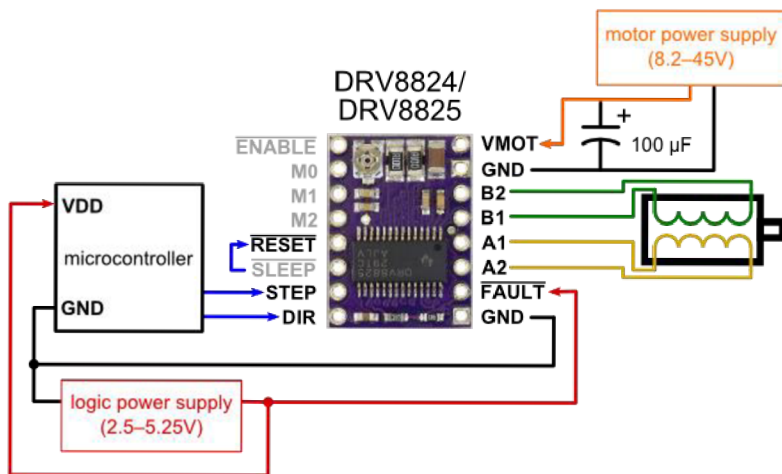 motor power supply
(8.2–45V)
DRV8824/
DRV8825
ENABLE
VMOT
+
100 µF
M0
GND
M1
B2
M2
B1
VDD
RESET
A1
microcontroller
SLEEP
A2
GND
STEP
FAULT
DIR
GND
logic power supply
(2.5–5.25V)